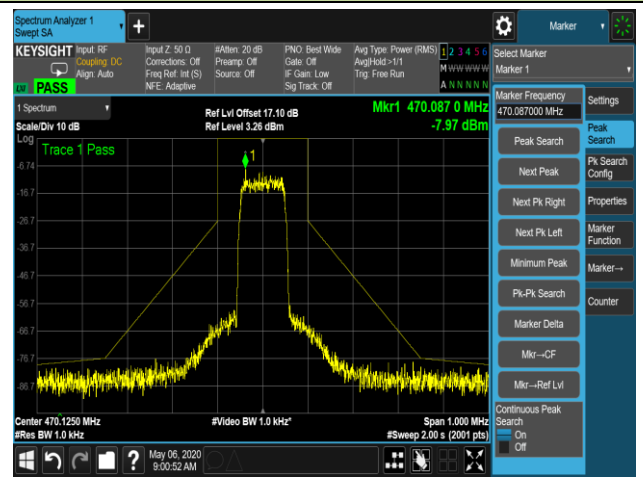 Spectrum Analyzer 1
Swept SA
Marker
KEYSIGHT
Input: RF
Coupling: DC
Align: Auto
Input Z: 50 Ω
Corrections: Off
Freq Ref: Int (S)
NFE: Adaptive
#Atten: 20 dB
Preamp: Off
Source: Off
PNO: Best Wide
Gate: Off
IF Gain: Low
Sig Track: Off
Avg Type: Power (RMS)
Avg|Hold:>1/1
Trig: Free Run
1 2 3 4 5 6
M W W W W W
A N N N N N
LXI
PASS
Select Marker
Marker 1
1 Spectrum
Scale/Div 10 dB
Ref Lvl Offset 17.10 dB
Ref Level 3.26 dBm
Mkr1 470.087 0 MHz
-7.97 dBm
Log
Trace 1 Pass
1
-6.74
-16.7
-26.7
-36.7
-46.7
-56.7
-66.7
-76.7
-86.7
Center 470.1250 MHz
#Res BW 1.0 kHz
#Video BW 1.0 kHz*
Span 1.000 MHz
#Sweep 2.00 s (2001 pts)
Marker Frequency
470.087000 MHz
Peak Search
Next Peak
Next Pk Right
Next Pk Left
Minimum Peak
Pk-Pk Search
Marker Delta
Mkr→CF
Mkr→Ref Lvl
Continuous Peak
Search
On
Off
Settings
Peak
Search
Pk Search
Config
Properties
Marker
Function
Marker→
Counter
?
May 06, 2020
9:00:52 AM